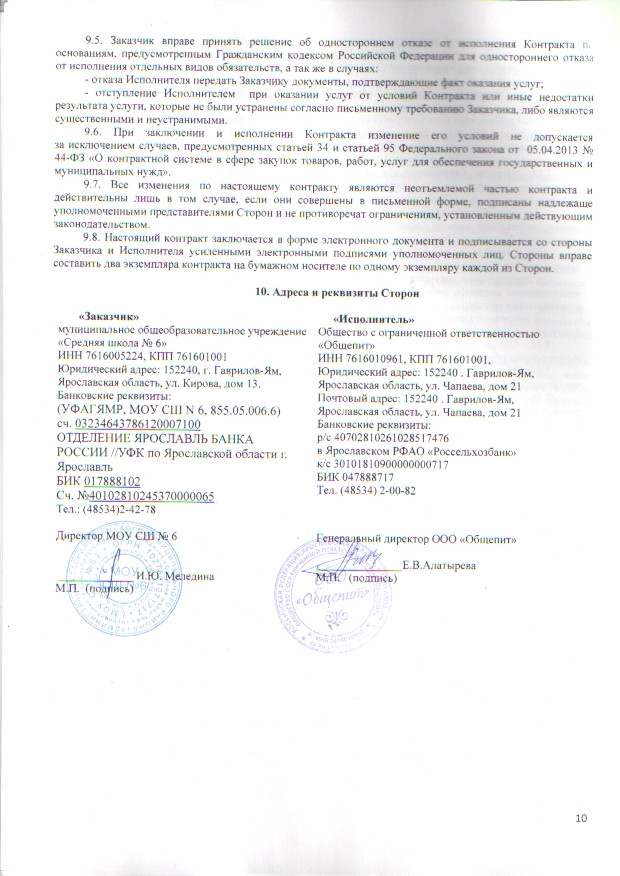 9.5. Заказчик вправе принять решение об одностороннем отказе от исполнения Контракта по
основаниям, предусмотренным Гражданским кодексом Российской Федерации для одностороннего отказа
от исполнения отдельных видов обязательств, а так же в случаях:
- отказа Исполнителя передать Заказчику документы, подтверждающие факт оказания услуг;
- отступление Исполнителем при оказании услуг от условий Контракта или иные недостатки
результата услуги, которые не были устранены согласно письменному требованию Заказчика, либо являются
существенными и неустранимыми.
9.6. При заключении и исполнении Контракта изменение его условий не допускается
за исключением случаев, предусмотренных статьей 34 и статьей 95 Федерального закона от 05.04.2013 №
44-ФЗ «О контрактной системе в сфере закупок товаров, работ, услуг для обеспечения государственных и
муниципальных нужд».
9.7. Все изменения по настоящему контракту являются неотъемлемой частью контракта и
действительны лишь в том случае, если они совершены в письменной форме, подписаны надлежаще
уполномоченными представителями Сторон и не противоречат ограничениям, установленным действующим
законодательством.
9.8. Настоящий контракт заключается в форме электронного документа и подписывается со стороны
Заказчика и Исполнителя усиленными электронными подписями уполномоченных лиц. Стороны вправе
составить два экземпляра контракта на бумажном носителе по одному экземпляру каждой из Сторон.
10. Адреса и реквизиты Сторон
«Заказчик»
муниципальное общеобразовательное учреждение
«Средняя школа № 6»
ИНН 7616005224, КПП 761601001
Юридический адрес: 152240, г. Гаврилов-Ям,
Ярославская область, ул. Кирова, дом 13.
Банковские реквизиты:
(УФАГЯМР, МОУ СШ N 6, 855.05.006.6)
сч. 03234643786120007100
ОТДЕЛЕНИЕ ЯРОСЛАВЛЬ БАНКА
РОССИИ //УФК по Ярославской области г.
Ярославль
БИК 017888102
Сч. №40102810245370000065
Тел.: (48534)2-42-78
Директор МОУ СШ № 6
И.Ю. Меледина
М.П. (подпись)
«Исполнитель»
Общество с ограниченной ответственностью
«Общепит»
ИНН 7616010961, КПП 761601001,
Юридический адрес: 152240 . Гаврилов-Ям,
Ярославская область, ул. Чапаева, дом 21
Почтовый адрес: 152240 . Гаврилов-Ям,
Ярославская область, ул. Чапаева, дом 21
Банковские реквизиты:
р/с 40702810261028517476
в Ярославском РФАО «Россельхозбанк»
к/с 30101810900000000717
БИК 047888717
Тел. (48534) 2-00-82
Генеральный директор ООО «Общепит»
Е.В.Алатырева
М.П. (подпись)
«Общепит»
10